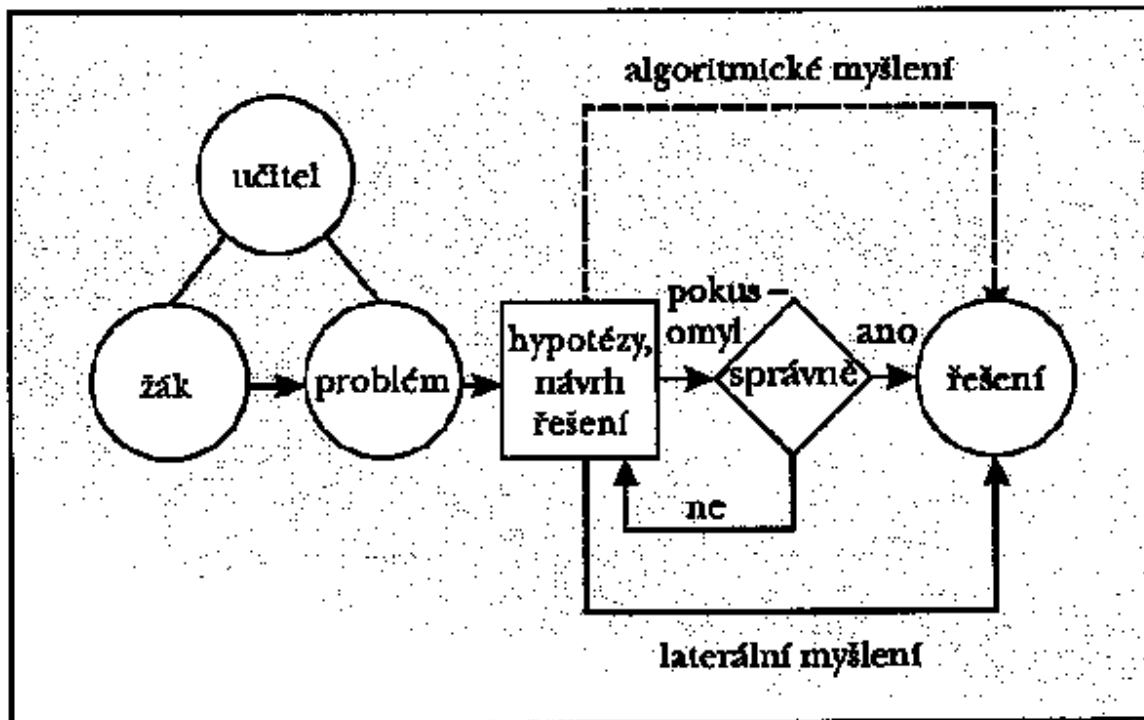 algoritmické myšlení
učitel
žák
problém
hypotézy,
návrh
řešení
pokus –
omyl
správně
ano
ne
řešení
laterální myšlení